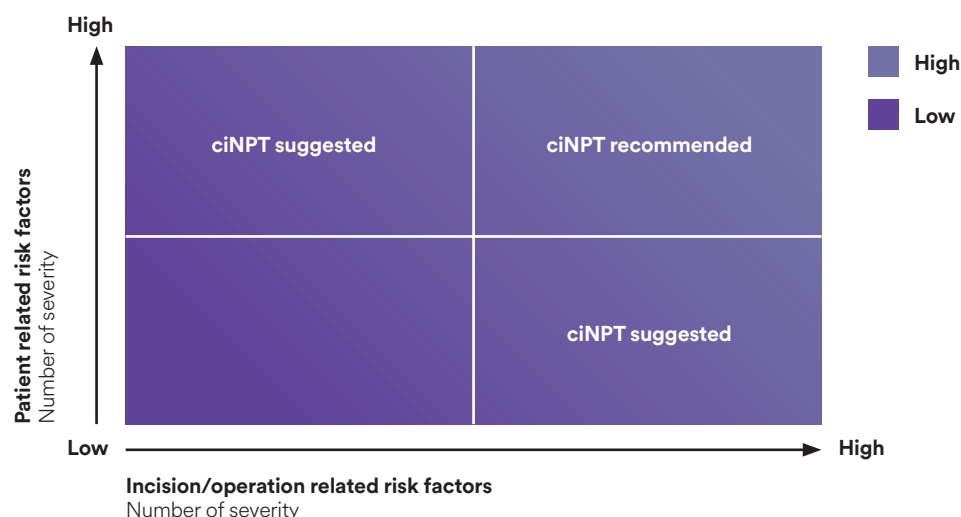 High
High
Low
ciNPT suggested
ciNPT recommended
Patient related risk factors
Number of severity
ciNPT suggested
Low
High
Incision/operation related risk factors
Number of severity